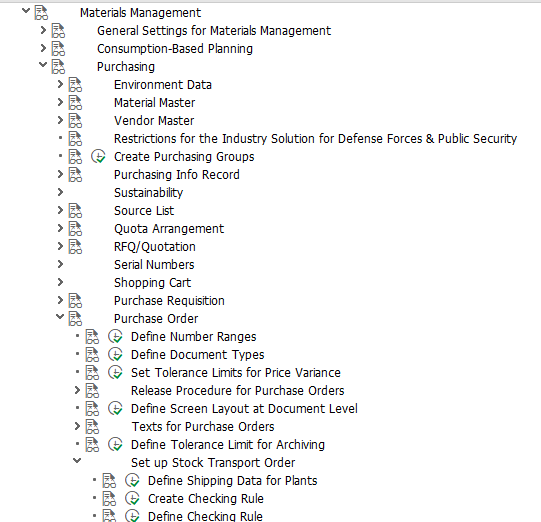 Materials Management
General Settings for Materials Management
Consumption-Based Planning
Purchasing
Environment Data
Material Master
Vendor Master
Restrictions for the Industry Solution for Defense Forces & Public Security
Create Purchasing Groups
Purchasing Info Record
Sustainability
Source List
Quota Arrangement
RFQ/Quotation
Serial Numbers
Shopping Cart
Purchase Requisition
Purchase Order
Define Number Ranges
Define Document Types
Set Tolerance Limits for Price Variance
Release Procedure for Purchase Orders
Define Screen Layout at Document Level
Texts for Purchase Orders
Define Tolerance Limit for Archiving
Set up Stock Transport Order
Define Shipping Data for Plants
Create Checking Rule
Define Checking Rule